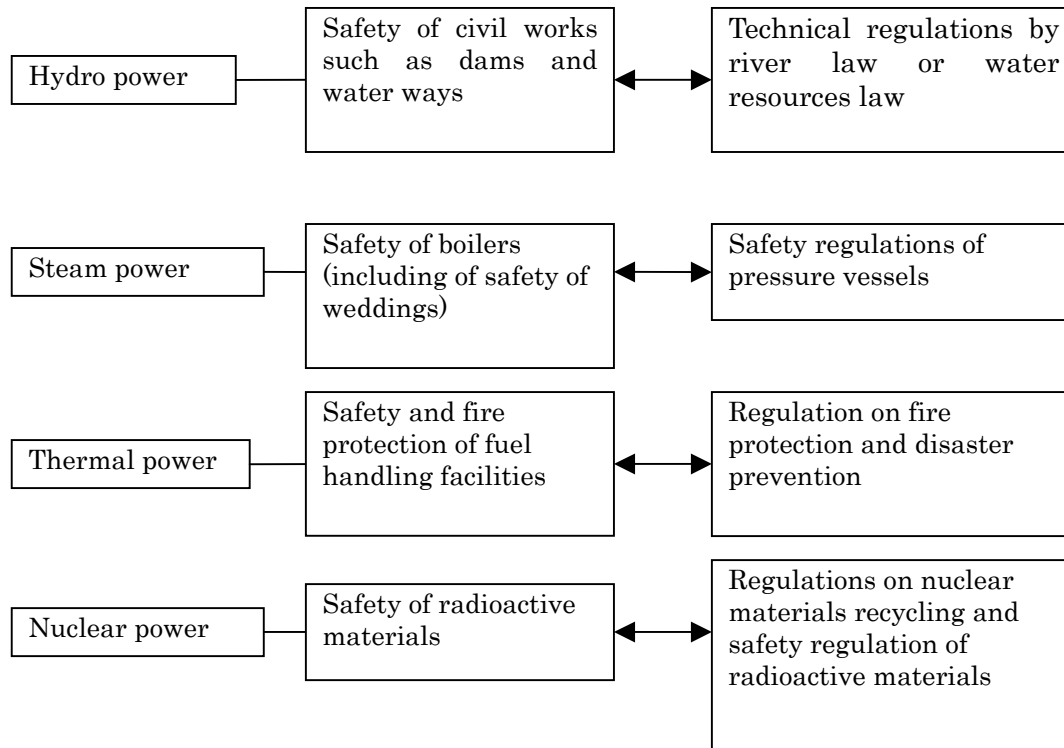 Hydro power
Safety of civil works
such as dams and
water ways
Technical regulations by
river law or water
resources law
Steam power
Safety of boilers
(including of safety of
weddings)
Safety regulations of
pressure vessels
Thermal power
Safety and fire
protection of fuel
handling facilities
Regulation on fire
protection and disaster
prevention
Nuclear power
Safety of radioactive
materials
Regulations on nuclear
materials recycling and
safety regulation of
radioactive materials